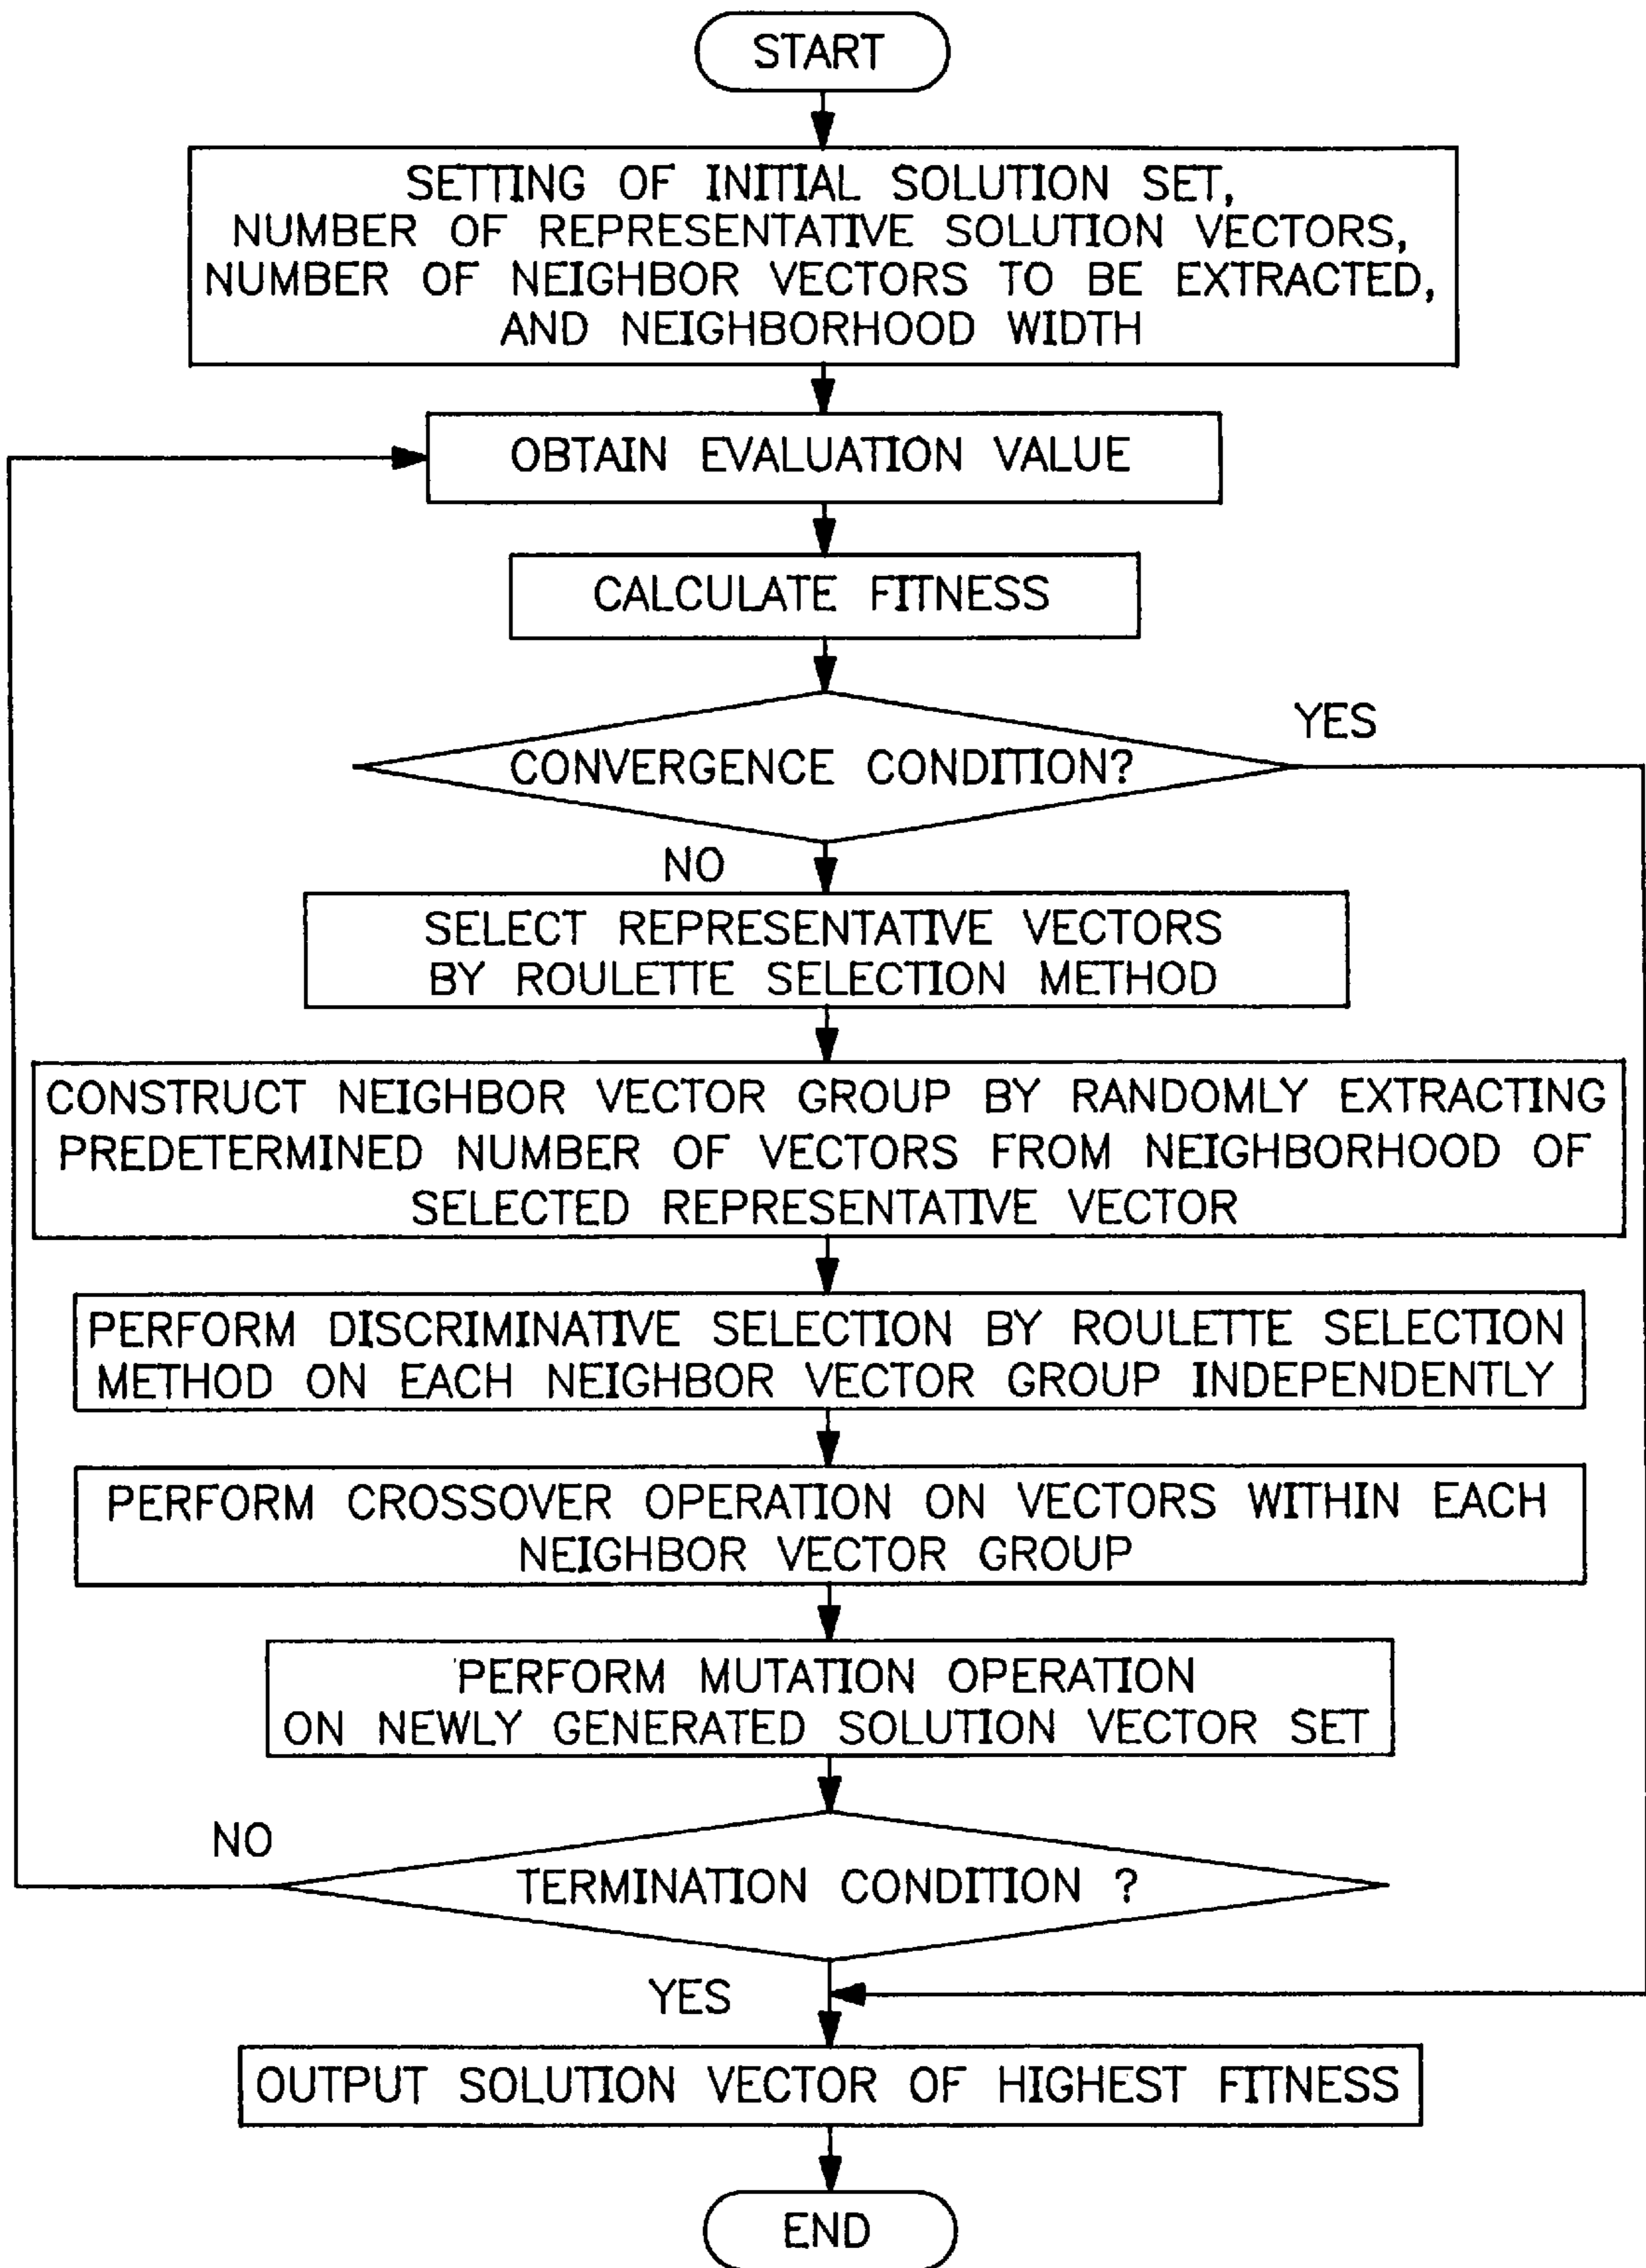 START
SETTING OF INITIAL SOLUTION SET,
NUMBER OF REPRESENTATIVE SOLUTION VECTORS,
NUMBER OF NEIGHBOR VECTORS TO BE EXTRACTED,
AND NEIGHBORHOOD WIDTH
OBTAIN EVALUATION VALUE
CALCULATE FITNESS
YES
CONVERGENCE CONDITION?
NO
SELECT REPRESENTATIVE VECTORS
BY ROULETTE SELECTION METHOD
CONSTRUCT NEIGHBOR VECTOR GROUP BY RANDOMLY EXTRACTING
PREDETERMINED NUMBER OF VECTORS FROM NEIGHBORHOOD OF
SELECTED REPRESENTATIVE VECTOR
PERFORM DISCRIMINATIVE SELECTION BY ROULETTE SELECTION
METHOD ON EACH NEIGHBOR VECTOR GROUP INDEPENDENTLY
PERFORM CROSSOVER OPERATION ON VECTORS WITHIN EACH
NEIGHBOR VECTOR GROUP
PERFORM MUTATION OPERATION
ON NEWLY GENERATED SOLUTION VECTOR SET
NO
TERMINATION CONDITION ?
YES
OUTPUT SOLUTION VECTOR OF HIGHEST FITNESS
END